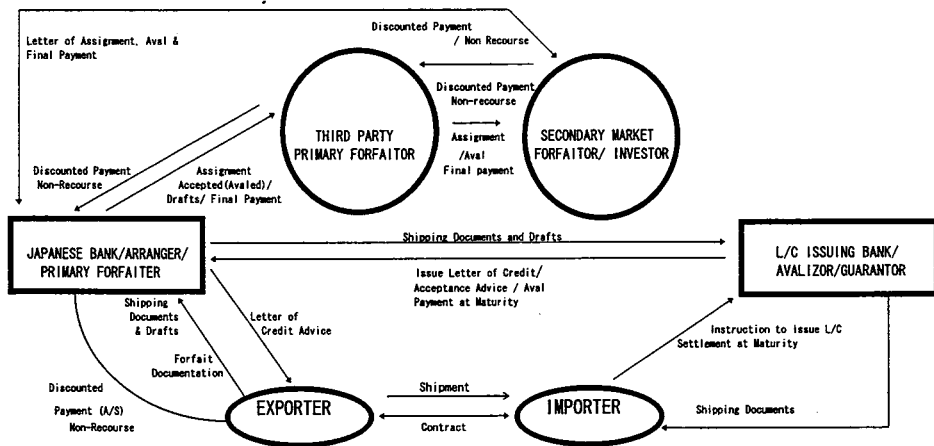 Letter of Assignment, Aval &
Final Payment
Discounted Payment
/ Non Recourse
THIRD PARTY
PRIMARY FORFAITOR
Discounted Payment
Non-recourse
Assignment
/Aval
Final payment
SECONDARY MARKET
FORFAITOR/ INVESTOR
Discounted Payment
Non-Recourse
Assignment
Accepted(Avaled)/
Drafts/ Final Payment
JAPANESE BANK/ARRANGER/
PRIMARY FORFAITER
Shipping Documents and Drafts
Issue Letter of Credit/
Acceptance Advice / Aval
Payment at Maturity
L/C ISSUING BANK/
AVALIZOR/GUARANTOR
Shipping
Documents
& Drafts
Letter of
Credit Advice
Forfait
Documentation
Instruction to Issue L/C
Settlement at Maturity
Discounted
Payment (A/S)
Non-Recourse
EXPORTER
Shipment
Contract
IMPORTER
Shipping Documents